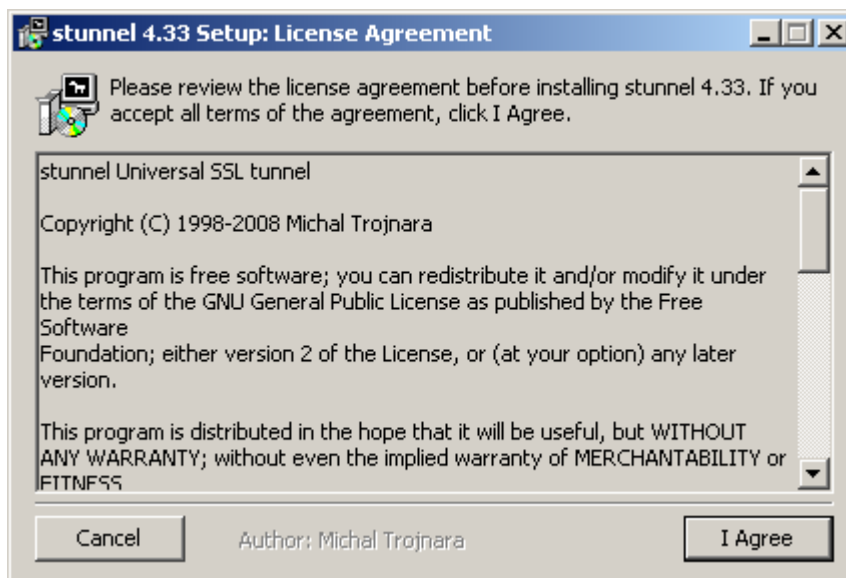 stunnel 4.33 Setup: License Agreement
Please review the license agreement before installing stunnel 4.33. If you
accept all terms of the agreement, click I Agree.
stunnel Universal SSL tunnel
Copyright (C) 1998-2008 Michal Trojnara
This program is free software; you can redistribute it and/or modify it under
the terms of the GNU General Public License as published by the Free
Software
Foundation; either version 2 of the License, or (at your option) any later
version.
This program is distributed in the hope that it will be useful, but WITHOUT
ANY WARRANTY; without even the implied warranty of MERCHANTABILITY or
FITNESS
Cancel
Author: Michal Trojnara
I Agree